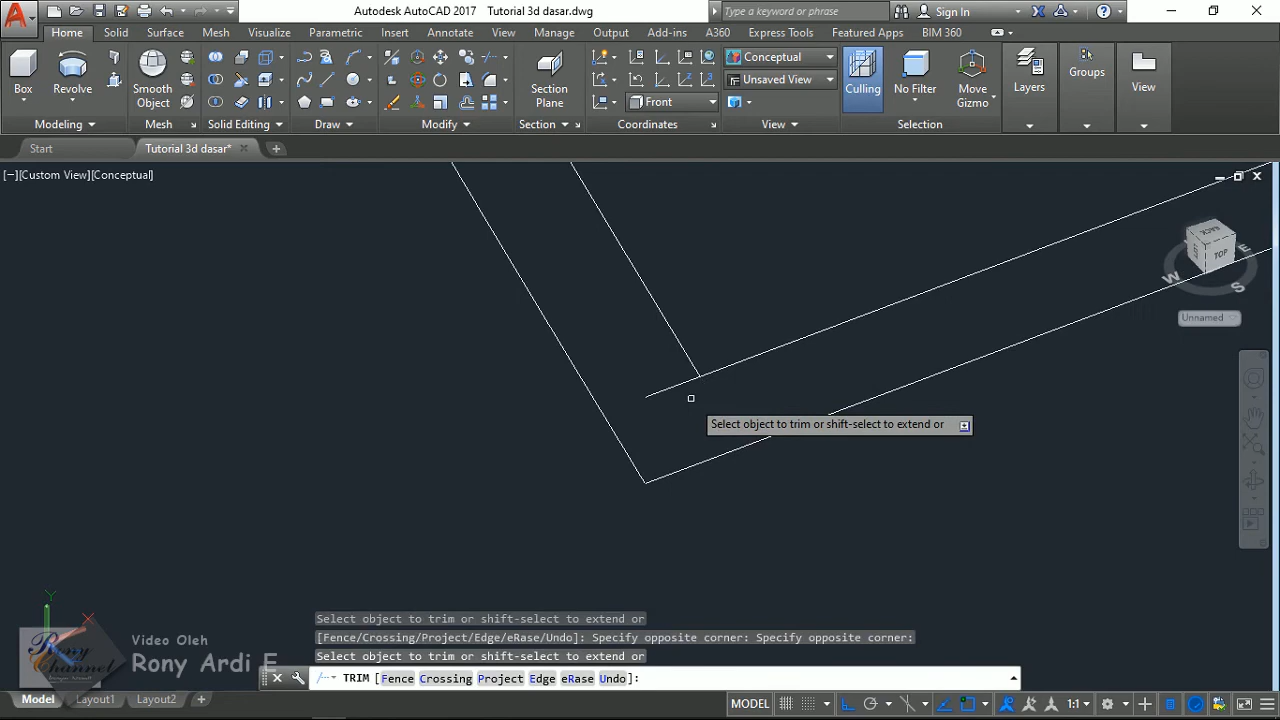 Autodesk AutoCAD 2017 Tutorial 3d dasar.dwg
Type a keyword or phrase
Sign In
Home Solid Surface Mesh Visualize Parametric Insert Annotate View Manage Output Add-ins A360 Express Tools Featured Apps BIM 360
Box
Revolve
Smooth Object
Section Plane
Front
Conceptual
Unsaved View
Culling
No Filter
Move Gizmo
Layers
Groups
View
Modeling Mesh Solid Editing Draw Modify Section Coordinates View Selection
Start Tutorial 3d dasar*
[−][Custom View][Conceptual]
TOP
W
E
S
Unnamed
Select object to trim or shift-select to extend or
Y
Select object to trim or shift-select to extend or
[Fence/Crossing/Project/Edge/eRase/Undo]: Specify opposite corner: Specify opposite corner:
Select object to trim or shift-select to extend or
TRIM [Fence Crossing Project Edge eRase Undo]:
Video Oleh
Rony Ardi E
Rony
Channel
Model Layout1 Layout2 +
MODEL
1:1